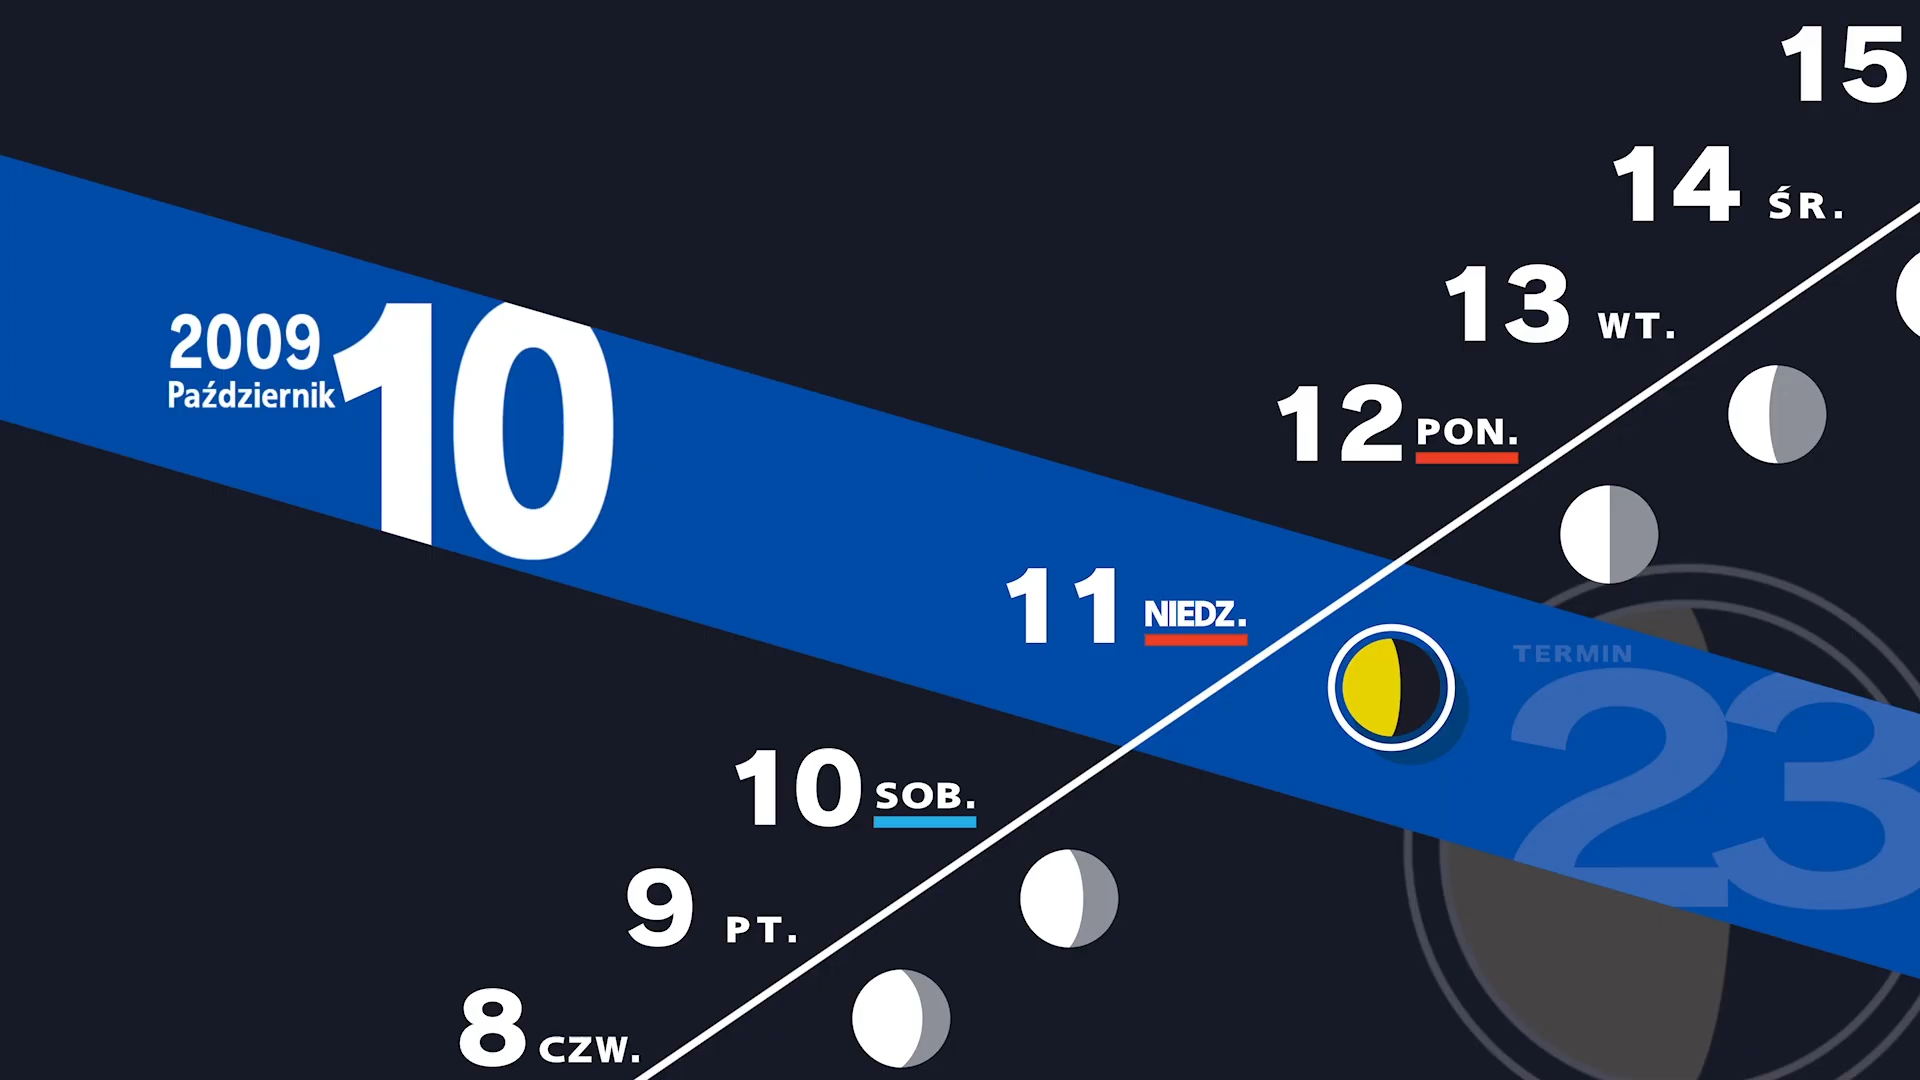 15
14 ŚR.
13 WT.
2009
Październik
10
12 PON.
11 NIEDZ.
TERMIN
23
10 SOB.
9 PT.
8 CZW.